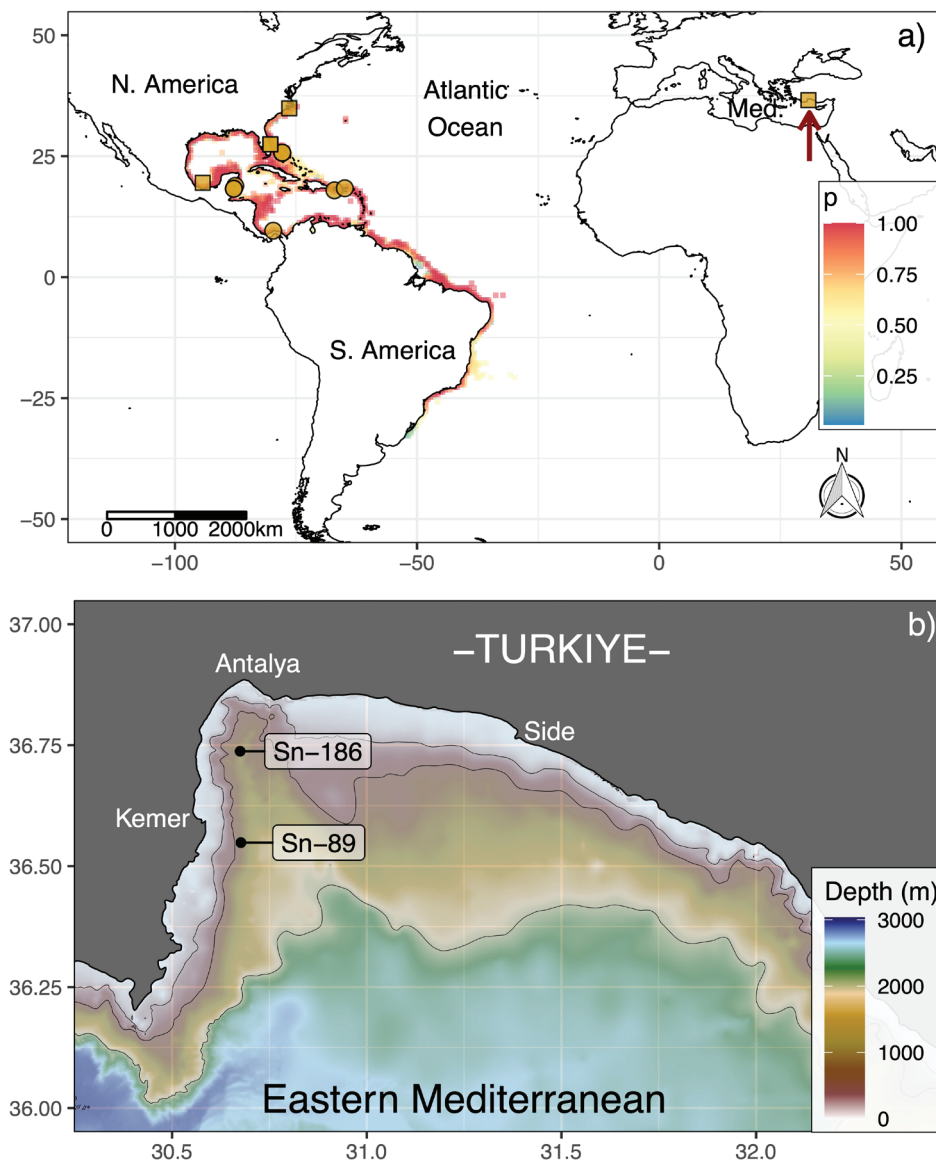 a)
50
N. America
Atlantic
Ocean
Med.
25
p
1.00
0.75
0.50
0.25
0
S. America
−25
N
−50
0 1000 2000km
−100 −50 0 50
b)
37.00
−TURKIYE−
Antalya
36.75
Side
Sn−186
Kemer
Sn−89
36.50
Depth (m)
3000
2000
1000
0
36.25
36.00
Eastern Mediterranean
30.5 31.0 31.5 32.0